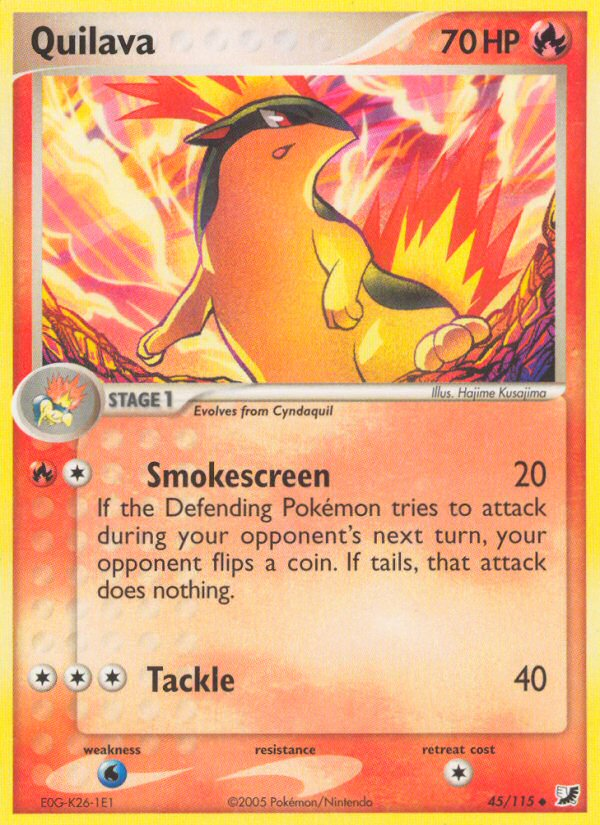 Quilava 70 HP
Illus. Hajime Kusajima
STAGE 1
Evolves from Cyndaquil
Smokescreen 20
If the Defending Pokémon tries to attack
during your opponent's next turn, your
opponent flips a coin. If tails, that attack
does nothing.
Tackle 40
weakness resistance retreat cost
E0G-K26-1E1 ©2005 Pokémon/Nintendo 45/115